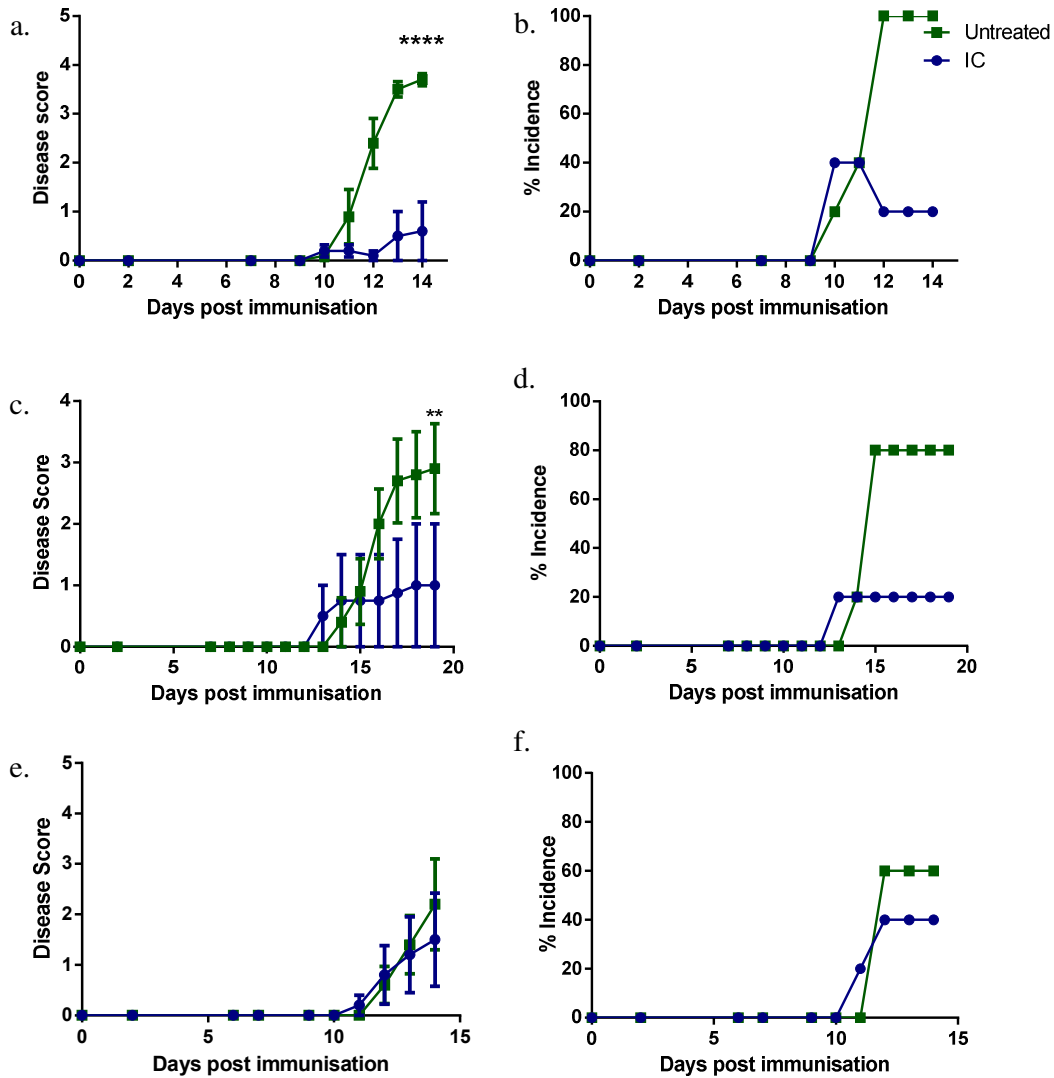 a.
5
4
3
2
1
0
Disease score
****
0 2 4 6 8 10 12 14
Days post immunisation
b.
100
80
60
40
20
0
% Incidence
Untreated
IC
0 2 4 6 8 10 12 14
Days post immunisation
c.
4
3
2
1
0
Disease Score
**
0 5 10 15 20
Days post immunisation
d.
100
80
60
40
20
0
% Incidence
0 5 10 15 20
Days post immunisation
e.
5
4
3
2
1
0
Disease Score
0 5 10 15
Days post immunisation
f.
100
80
60
40
20
0
% Incidence
0 5 10 15
Days post immunisation